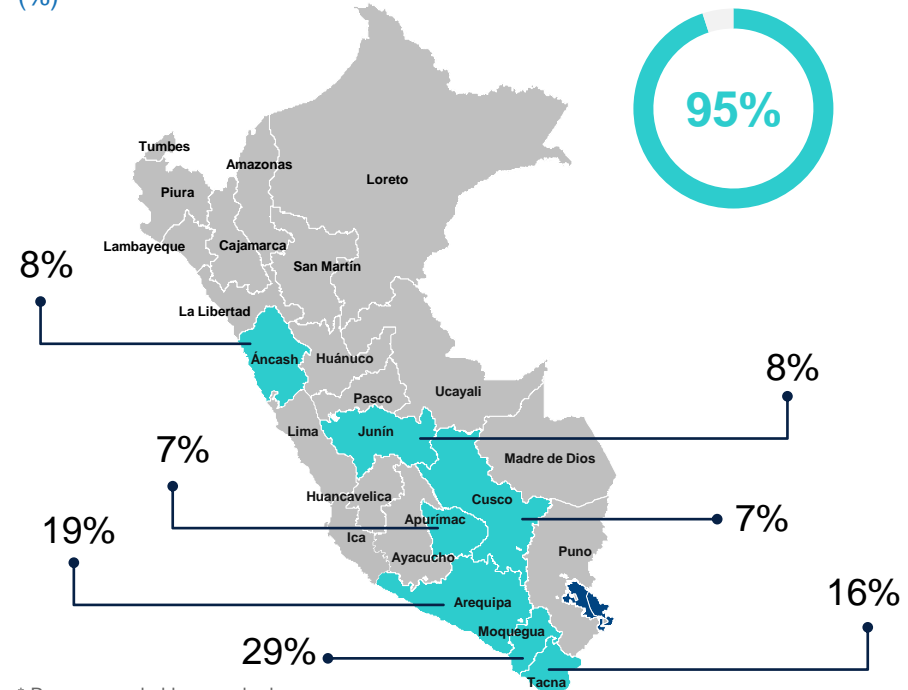 (%)
95%
Tumbes
Amazonas
Piura
Loreto
Lambayeque
Cajamarca
San Martín
8%
La Libertad
Áncash
Huánuco
8%
Ucayali
Pasco
Lima
Junín
7%
Madre de Dios
Huancavelica
Cusco
19%
Apurímac
7%
Ica
Ayacucho
Puno
16%
Arequipa
Moquegua
29%
Tacna